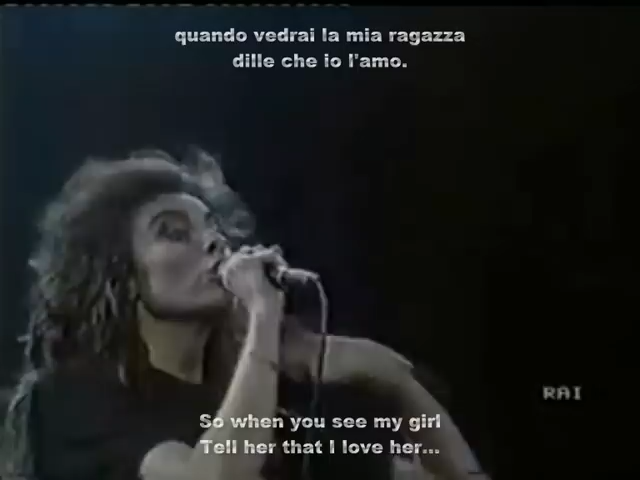 quando vedrai la mia ragazza
dille che io l'amo.
RAI
So when you see my girl
Tell her that I love her...